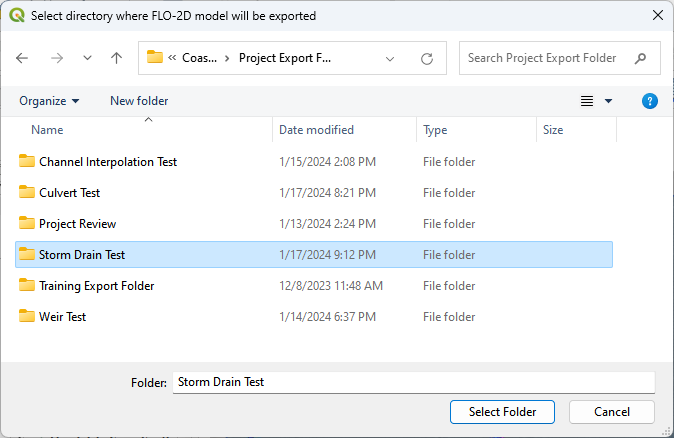 Select directory where FLO-2D model will be exported
« Coas... > Project Export F...
Search Project Export Folder
Organize New folder
?
Name Date modified Type Size
Channel Interpolation Test 1/15/2024 2:08 PM File folder
Culvert Test 1/17/2024 8:21 PM File folder
Project Review 1/13/2024 2:24 PM File folder
Storm Drain Test 1/17/2024 9:12 PM File folder
Training Export Folder 12/8/2023 11:48 AM File folder
Weir Test 1/14/2024 6:37 PM File folder
Folder: Storm Drain Test
Select Folder Cancel